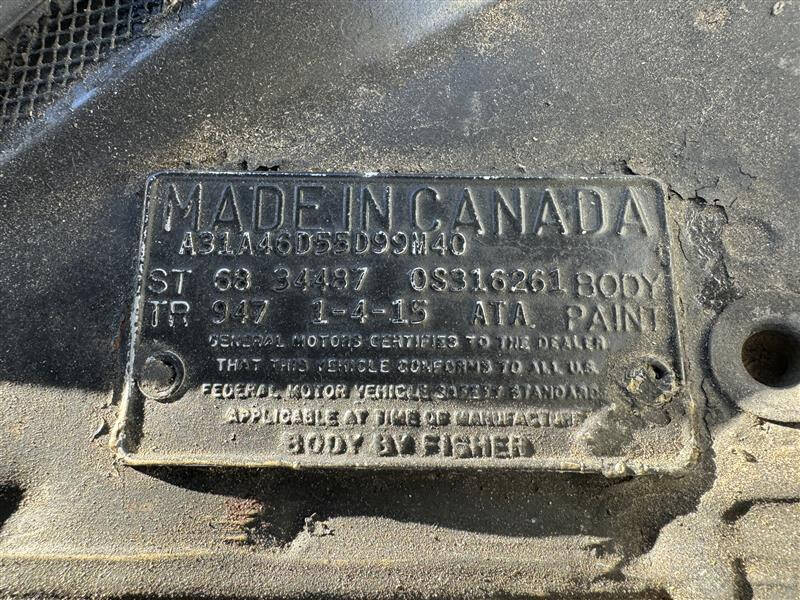 MADE IN CANADA
A31A46D55D99M40
ST 68 34487 OS316261 BODY
TR 947 1-4-15 ATA PAINT
GENERAL MOTORS CERTIFIES TO THE DEALER
THAT THIS VEHICLE CONFORMS TO ALL U.S.
FEDERAL MOTOR VEHICLE SAFETY STANDARDS
APPLICABLE AT TIME OF MANUFACTURE
BODY BY FISHER